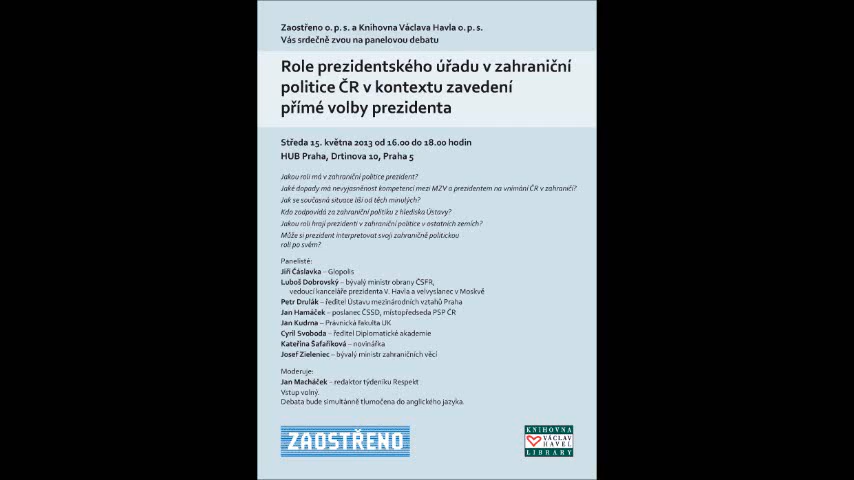 Zaostřeno o. p. s. a Knihovna Václava Havla o. p. s.
Vás srdečně zvou na panelovou debatu
Role prezidentského úřadu v zahraniční
politice ČR v kontextu zavedení
přímé volby prezidenta
Středa 15. května 2013 od 16.00 do 18.00 hodin
HUB Praha, Drtinova 10, Praha 5
Jakou roli má v zahraniční politice prezident?
Jaké dopady má nevyjasněnost kompetencí mezi MZV a prezidentem na vnímání ČR v zahraničí?
Jak se současná situace liší od těch minulých?
Kdo zodpovídá za zahraniční politiku z hlediska Ústavy?
Jakou roli hrají prezidenti v zahraniční politice v ostatních zemích?
Může si prezident interpretovat svoji zahraničně politickou
roli po svém?
Panelisté:
Jiří Čáslavka – Glopolis
Luboš Dobrovský – bývalý ministr obrany ČSFR,
vedoucí kanceláře prezidenta V. Havla a velvyslanec v Moskvě
Petr Drulák – ředitel Ústavu mezinárodních vztahů Praha
Jan Hamáček – poslanec ČSSD, místopředseda PSP ČR
Jan Kudrna – Právnická fakulta UK
Cyril Svoboda – ředitel Diplomatické akademie
Kateřina Šafaříková – novinářka
Josef Zieleniec – bývalý ministr zahraničních věcí
Moderuje:
Jan Macháček – redaktor týdeníku Respekt
Vstup volný.
Debata bude simultánně tlumočena do anglického jazyka.
ZAOSTŘENO
KNIHOVNA
VÁCLAV
HAVEL
LIBRARY